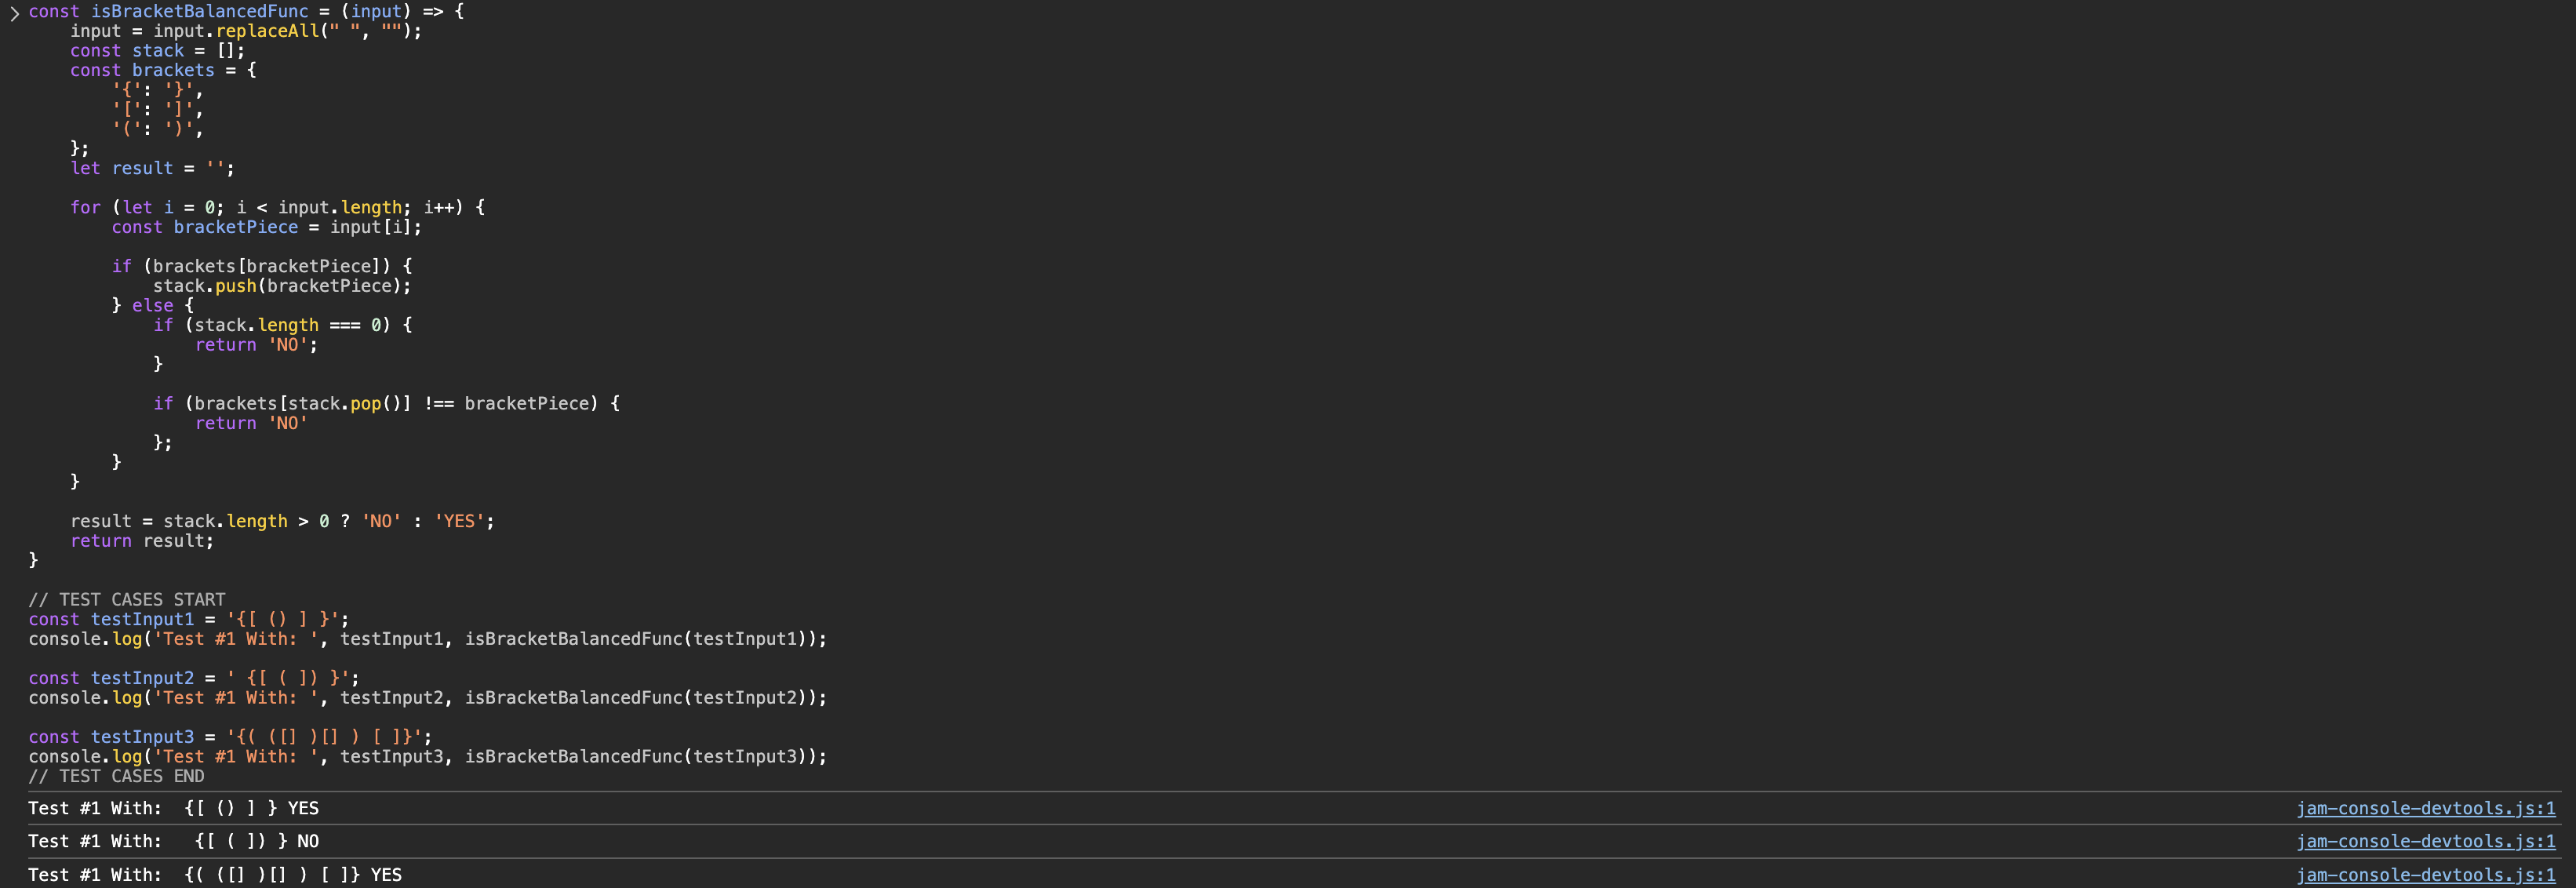 const isBracketBalancedFunc = (input) => {
    input = input.replaceAll(" ", "");
    const stack = [];
    const brackets = {
        '{': '}',
        '[': ']',
        '(': ')',
    };
    let result = '';

    for (let i = 0; i < input.length; i++) {
        const bracketPiece = input[i];

        if (brackets[bracketPiece]) {
            stack.push(bracketPiece);
        } else {
            if (stack.length === 0) {
                return 'NO';
            }

            if (brackets[stack.pop()] !== bracketPiece) {
                return 'NO'
            };
        }
    }

    result = stack.length > 0 ? 'NO' : 'YES';
    return result;
}

// TEST CASES START
const testInput1 = '{[ () ] }';
console.log('Test #1 With: ', testInput1, isBracketBalancedFunc(testInput1));

const testInput2 = ' {[ ( ]) }';
console.log('Test #1 With: ', testInput2, isBracketBalancedFunc(testInput2));

const testInput3 = '{( ([] )[] ) [ ]}';
console.log('Test #1 With: ', testInput3, isBracketBalancedFunc(testInput3));
// TEST CASES END
Test #1 With:  {[ () ] } YES jam-console-devtools.js:1
Test #1 With:   {[ ( ]) } NO jam-console-devtools.js:1
Test #1 With:  {( ([] )[] ) [ ]} YES jam-console-devtools.js:1